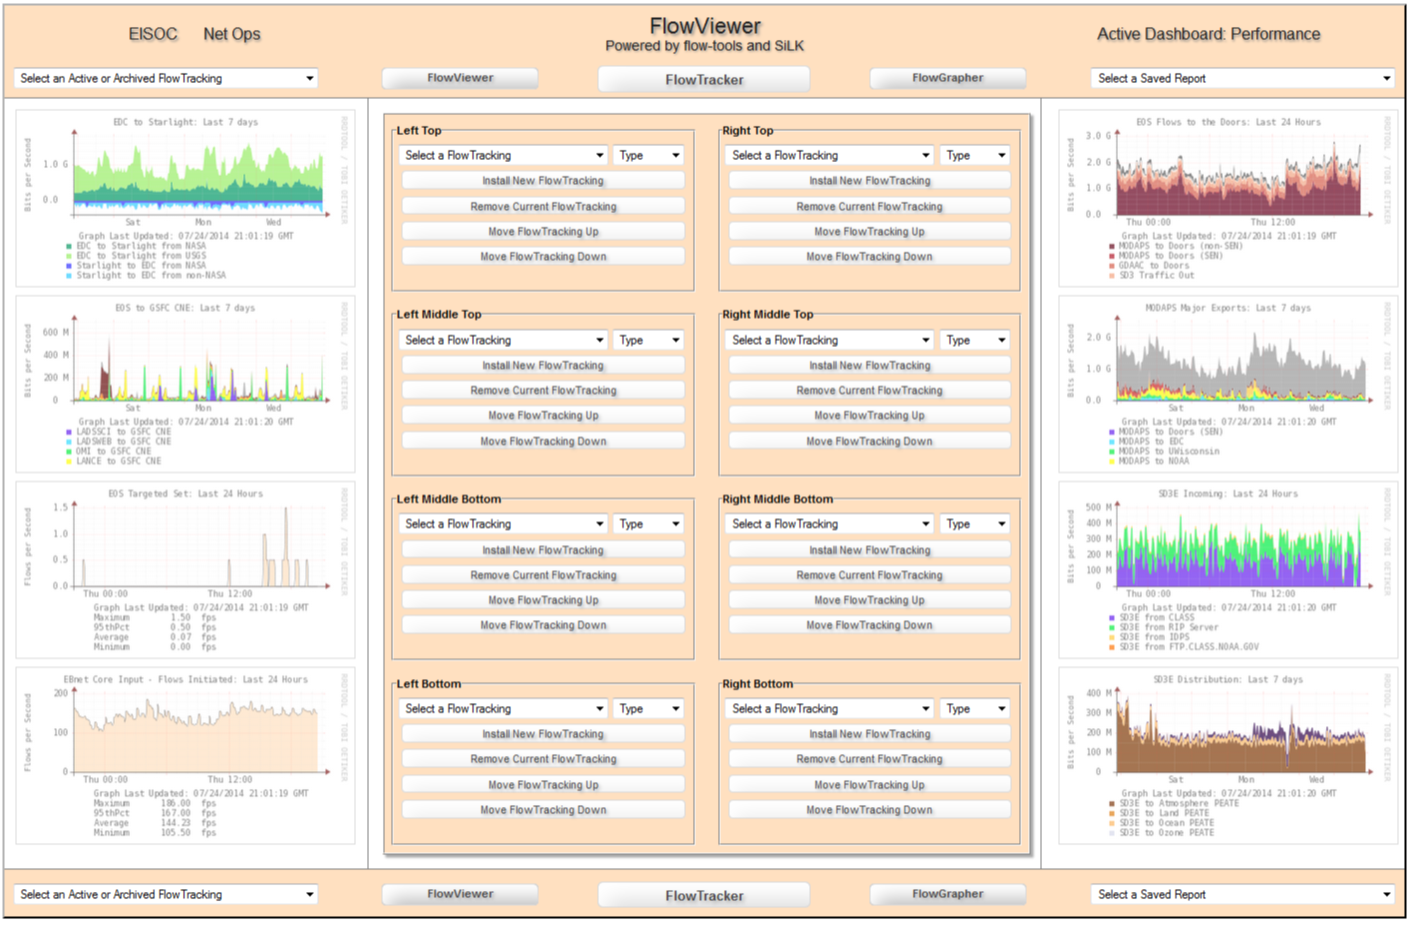 EISOC Net Ops
FlowViewer
Powered by flow-tools and SiLK
Active Dashboard: Performance
Select an Active or Archived FlowTracking
FlowViewer
FlowTracker
FlowGrapher
Select a Saved Report
EDC to Starlight: Last 7 days
RRDTOOL / TOBI OETIKER
Bits per Second
1.0 G
0.0
Sat Mon Wed
Graph Last Updated: 07/24/2014 21:01:19 GMT
EDC to Starlight from NASA
EDC to Starlight from USGS
Starlight to EDC from NASA
Starlight to EDC from non-NASA
EOS to GSFC CNE: Last 7 days
RRDTOOL / TOBI OETIKER
Bits per Second
600 M
400 M
200 M
0
Sat Mon Wed
Graph Last Updated: 07/24/2014 21:01:20 GMT
LADSSCI to GSFC CNE
LADSWEB to GSFC CNE
OMI to GSFC CNE
LANCE to GSFC CNE
EOS Targeted Set: Last 24 Hours
RRDTOOL / TOBI OETIKER
Flows per Second
1.5
1.0
0.5
0.0
Thu 00:00 Thu 12:00
Graph Last Updated: 07/24/2014 21:01:19 GMT
Maximum 1.50 fps
95thPct 0.50 fps
Average 0.07 fps
Minimum 0.00 fps
EBnet Core Input - Flows Initiated: Last 24 Hours
RRDTOOL / TOBI OETIKER
Flows per Second
200
100
0
Thu 00:00 Thu 12:00
Graph Last Updated: 07/24/2014 21:01:19 GMT
Maximum 186.00 fps
95thPct 167.00 fps
Average 144.23 fps
Minimum 105.50 fps
Left Top
Select a FlowTracking Type
Install New FlowTracking
Remove Current FlowTracking
Move FlowTracking Up
Move FlowTracking Down
Right Top
Select a FlowTracking Type
Install New FlowTracking
Remove Current FlowTracking
Move FlowTracking Up
Move FlowTracking Down
Left Middle Top
Select a FlowTracking Type
Install New FlowTracking
Remove Current FlowTracking
Move FlowTracking Up
Move FlowTracking Down
Right Middle Top
Select a FlowTracking Type
Install New FlowTracking
Remove Current FlowTracking
Move FlowTracking Up
Move FlowTracking Down
Left Middle Bottom
Select a FlowTracking Type
Install New FlowTracking
Remove Current FlowTracking
Move FlowTracking Up
Move FlowTracking Down
Right Middle Bottom
Select a FlowTracking Type
Install New FlowTracking
Remove Current FlowTracking
Move FlowTracking Up
Move FlowTracking Down
Left Bottom
Select a FlowTracking Type
Install New FlowTracking
Remove Current FlowTracking
Move FlowTracking Up
Move FlowTracking Down
Right Bottom
Select a FlowTracking Type
Install New FlowTracking
Remove Current FlowTracking
Move FlowTracking Up
Move FlowTracking Down
EOS Flows to the Doors: Last 24 Hours
RRDTOOL / TOBI OETIKER
Bits per Second
3.0 G
2.0 G
1.0 G
0.0
Thu 00:00 Thu 12:00
Graph Last Updated: 07/24/2014 21:01:19 GMT
MODAPS to Doors (non-SEN)
MODAPS to Doors (SEN)
GDAAC to Doors
SD3 Traffic Out
MODAPS Major Exports: Last 7 days
RRDTOOL / TOBI OETIKER
Bits per Second
2.0 G
1.0 G
0.0
Sat Mon Wed
Graph Last Updated: 07/24/2014 21:01:20 GMT
MODAPS to Doors (SEN)
MODAPS to EDC
MODAPS to UWisconsin
MODAPS to NOAA
SD3E Incoming: Last 24 Hours
RRDTOOL / TOBI OETIKER
Bits per Second
500 M
400 M
300 M
200 M
100 M
0
Thu 00:00 Thu 12:00
Graph Last Updated: 07/24/2014 21:01:20 GMT
SD3E from CLASS
SD3E from RIP Server
SD3E from IDPS
SD3E from FTP.CLASS.NOAA.GOV
SD3E Distribution: Last 7 days
RRDTOOL / TOBI OETIKER
Bits per Second
400 M
300 M
200 M
100 M
0
Sat Mon Wed
Graph Last Updated: 07/24/2014 21:01:20 GMT
SD3E to Atmosphere PEATE
SD3E to Land PEATE
SD3E to Ocean PEATE
SD3E to Ozone PEATE
Select an Active or Archived FlowTracking
FlowViewer
FlowTracker
FlowGrapher
Select a Saved Report